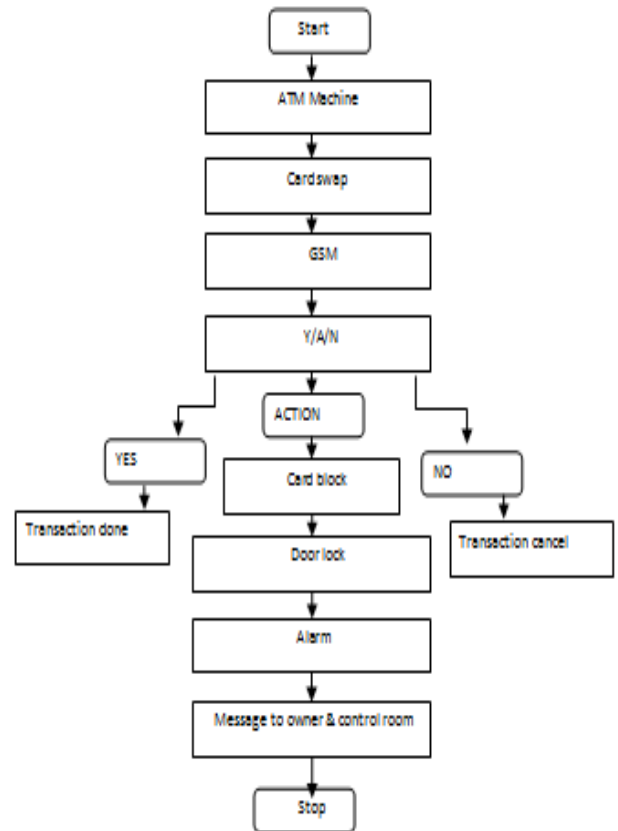 Start
ATM Machine
Card swap
GSM
Y/A/N
ACTION
YES
NO
Card block
Transaction done
Transaction cancel
Door lock
Alarm
Message to owner & control room
Stop